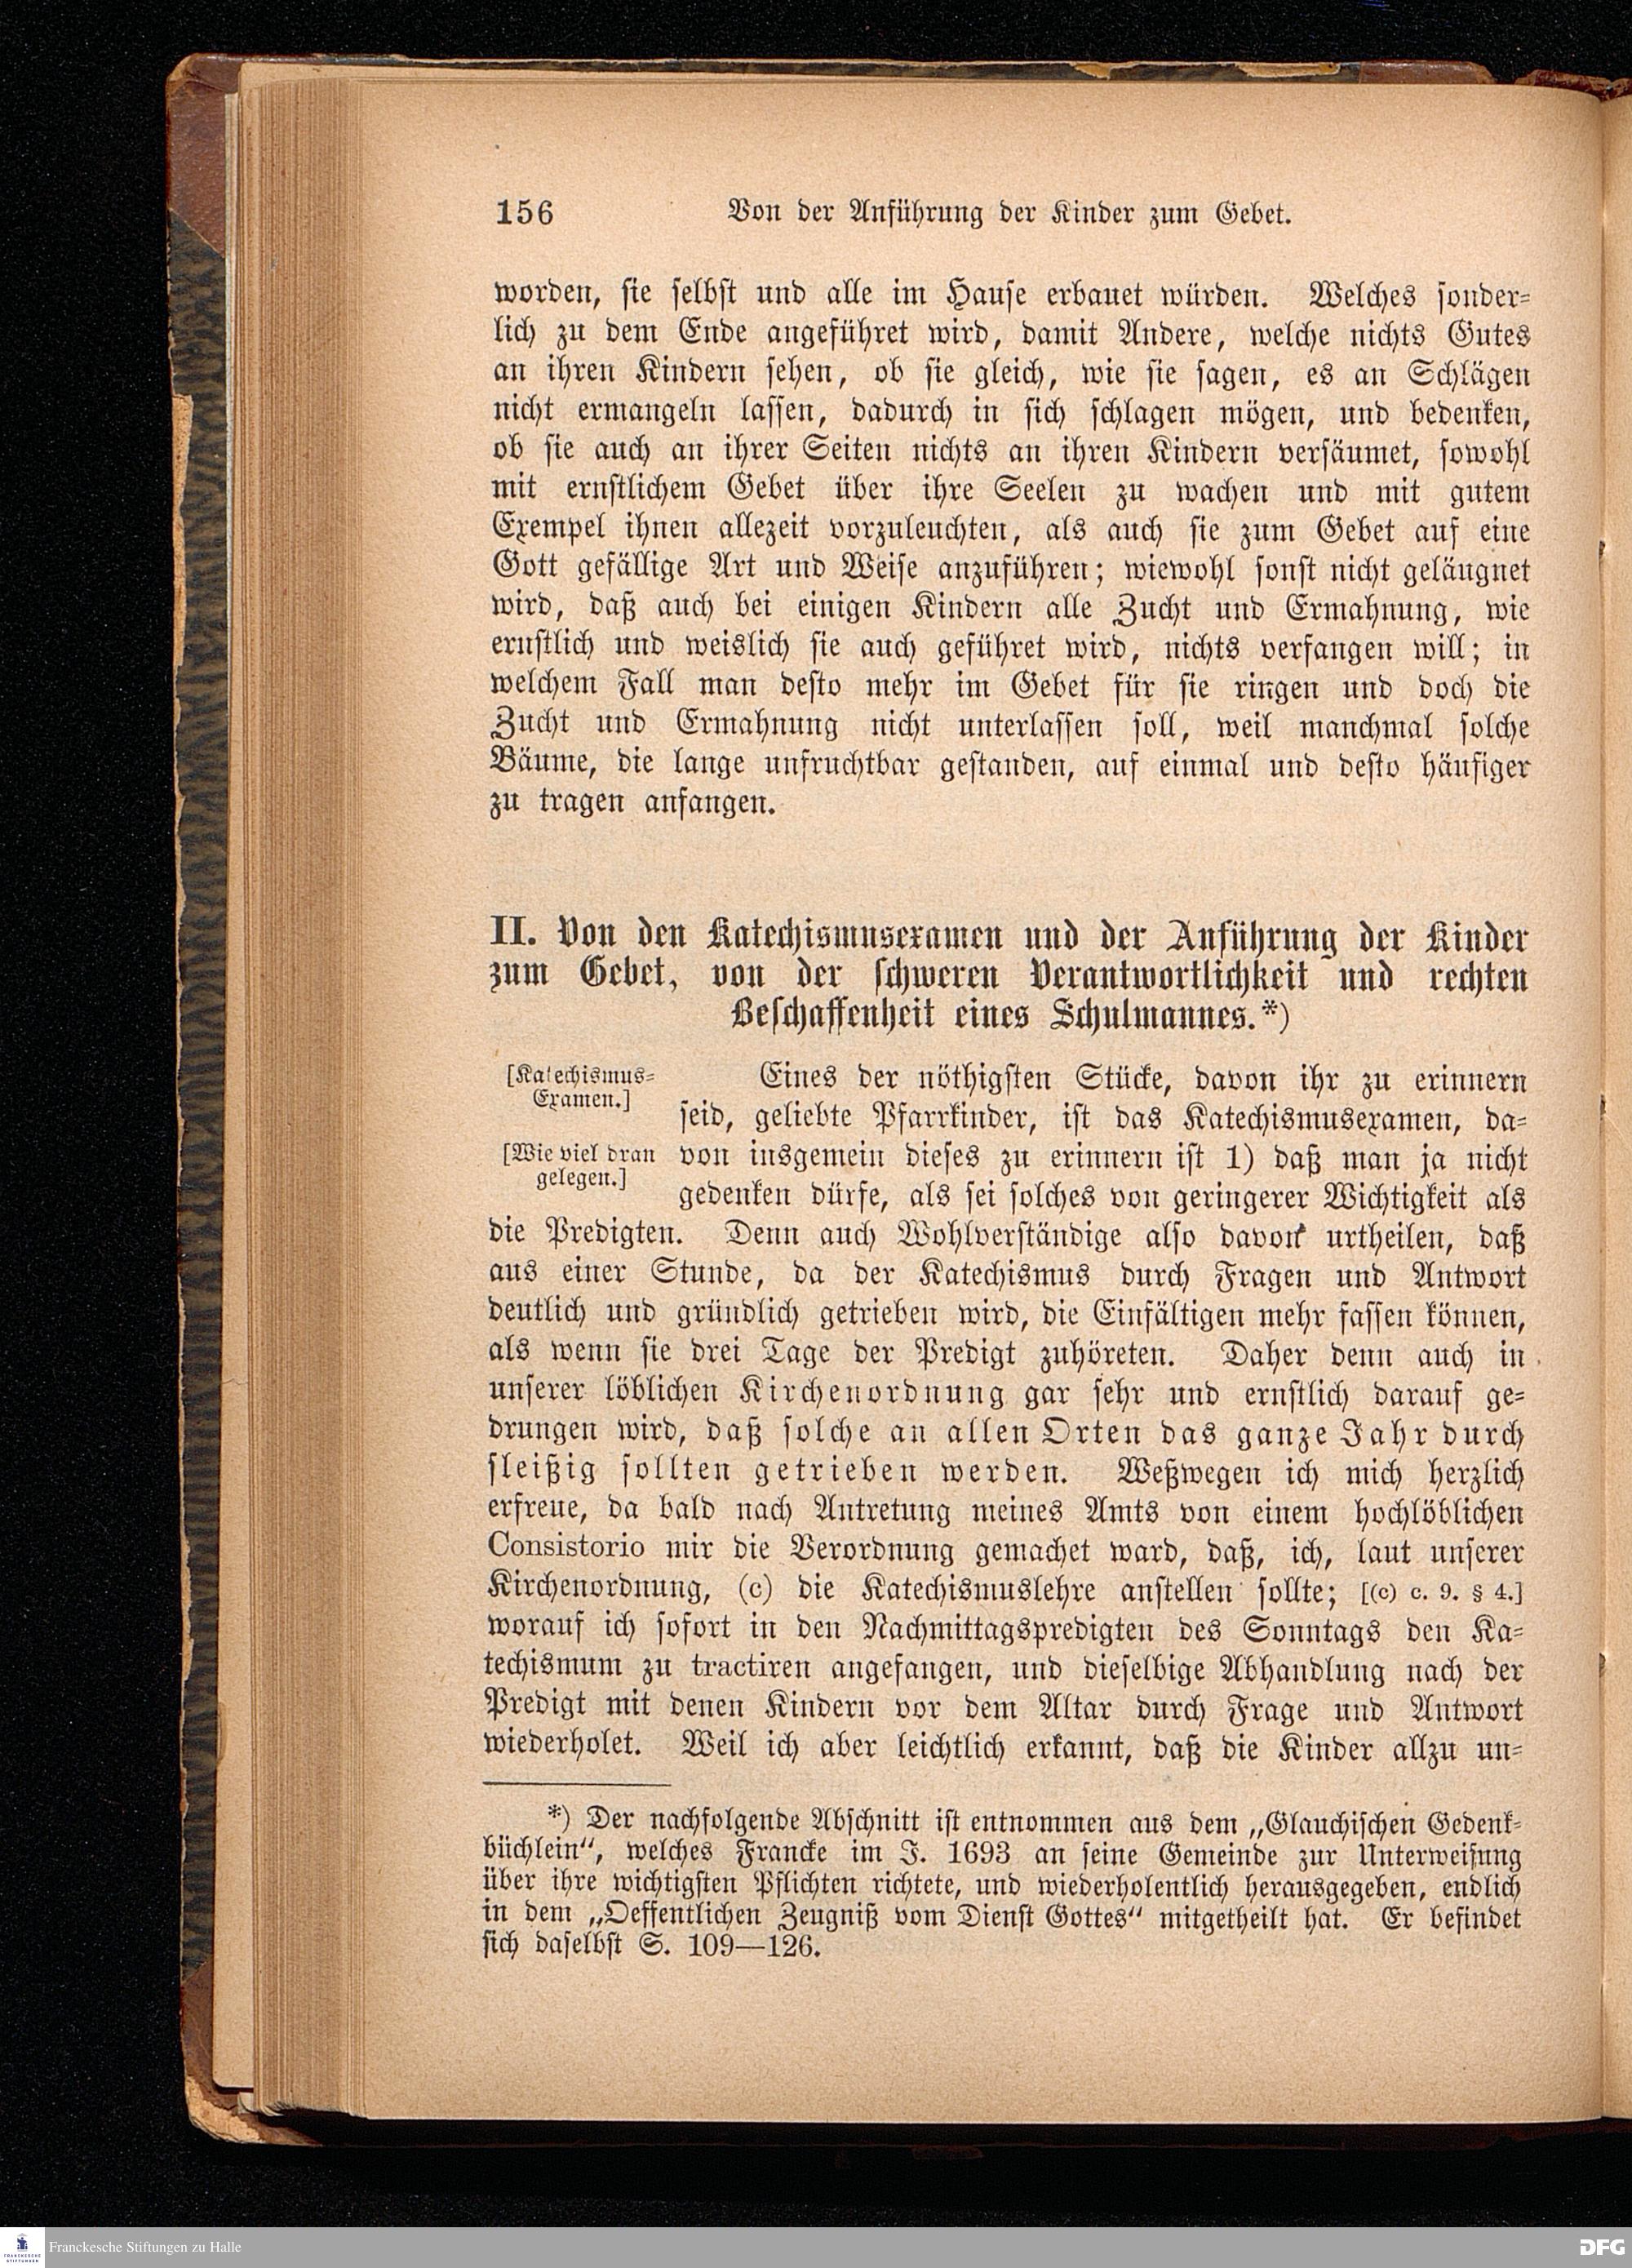 156 Von der Anführung der Kinder zum Gebet.
worden, sie selbst und alle im Hause erbauet würden. Welches sonder-
lich zu dem Ende angeführet wird, damit Andere, welche nichts Gutes
an ihren Kindern sehen, ob sie gleich, wie sie sagen, es an Schlägen
nicht ermangeln lassen, dadurch in sich schlagen mögen, und bedenken,
ob sie auch an ihrer Seiten nichts an ihren Kindern versäumet, sowohl
mit ernstlichem Gebet über ihre Seelen zu wachen und mit gutem
Exempel ihnen allezeit vorzuleuchten, als auch sie zum Gebet auf eine
Gott gefällige Art und Weise anzuführen; wiewohl sonst nicht geläugnet
wird, daß auch bei einigen Kindern alle Zucht und Ermahnung, wie
ernstlich und weislich sie auch geführet wird, nichts verfangen will; in
welchem Fall man desto mehr im Gebet für sie ringen und doch die
Zucht und Ermahnung nicht unterlassen soll, weil manchmal solche
Bäume, die lange unfruchtbar gestanden, auf einmal und desto häufiger
zu tragen anfangen.
II. Von den Katechismusexamen und der Anführung der Kinder
zum Gebet, von der schweren Verantwortlichkeit und rechten
Beschaffenheit eines Schulmannes.*)
[Katechismus-
Examen.]
Eines der nöthigsten Stücke, davon ihr zu erinnern
seid, geliebte Pfarrkinder, ist das Katechismusexamen, da-
[Wie viel dran
gelegen.]
von insgemein dieses zu erinnern ist 1) daß man ja nicht
gedenken dürfe, als sei solches von geringerer Wichtigkeit als
die Predigten. Denn auch Wohlverständige also davon urtheilen, daß
aus einer Stunde, da der Katechismus durch Fragen und Antwort
deutlich und gründlich getrieben wird, die Einfältigen mehr fassen können,
als wenn sie drei Tage der Predigt zuhöreten. Daher denn auch in
unserer löblichen Kirchenordnung gar sehr und ernstlich darauf ge-
drungen wird, daß solche an allen Orten das ganze Jahr durch
fleißig sollten getrieben werden. Weßwegen ich mich herzlich
erfreue, da bald nach Antretung meines Amts von einem hochlöblichen
Consistorio mir die Verordnung gemachet ward, daß, ich, laut unserer
Kirchenordnung, (c) die Katechismuslehre anstellen sollte; [(c) c. 9. § 4.]
worauf ich sofort in den Nachmittagspredigten des Sonntags den Ka-
techismum zu tractiren angefangen, und dieselbige Abhandlung nach der
Predigt mit denen Kindern vor dem Altar durch Frage und Antwort
wiederholet. Weil ich aber leichtlich erkannt, daß die Kinder allzu un-
*) Der nachfolgende Abschnitt ist entnommen aus dem „Glauchischen Gedenk-
büchlein“, welches Francke im J. 1693 an seine Gemeinde zur Unterweisung
über ihre wichtigsten Pflichten richtete, und wiederholentlich herausgegeben, endlich
in dem „Oeffentlichen Zeugniß vom Dienst Gottes“ mitgetheilt hat. Er befindet
sich daselbst S. 109—126.
FRANCKESCHE
STIFTUNGEN
Franckesche Stiftungen zu Halle
DFG